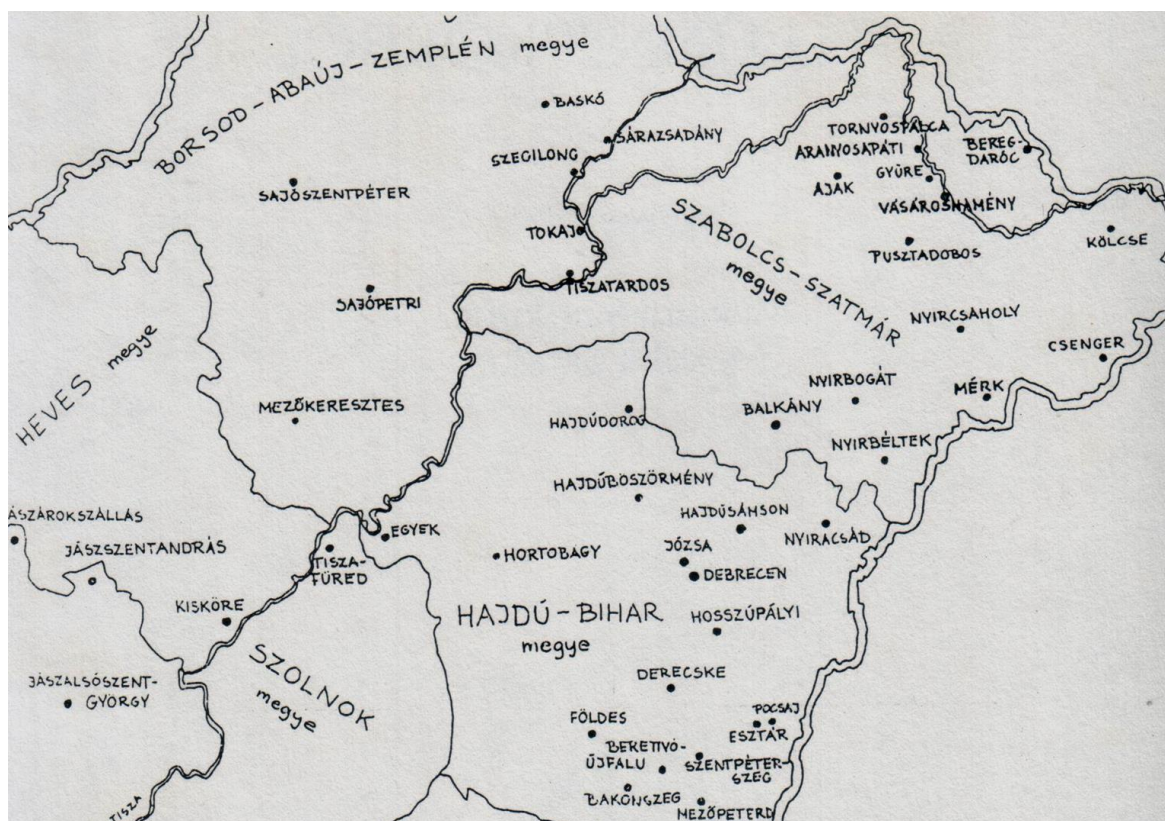 BORSOD-ABAÚJ-ZEMPLÉN megye
BASKÓ
SÁRAZSADÁNY
SZEGILONG
SAJÓSZENTPÉTER
TOKAJ
TORNYOSPÁLCA
ARANYOSAPÁTI
BEREG-
DARÓC
GYÜRE
AJÁK
VÁSÁROSNAMÉNY
KÖLCSE
PUSZTADOBOS
SZABOLCS-SZATMÁR
megye
TISZATARDOS
SAJÓPETRI
HEVES megye
NYIRCSAHOLY
CSENGER
NYIRBOGÁT
MÉRK
MEZŐKERESZTES
BALKÁNY
HAJDÚDOROG
NYIRBÉLTEK
HAJDÚBÖSZÖRMÉNY
HAJDÚSÁMSON
NYIRACSÁD
ÁSZÁROKSZÁLLÁS
JÁSZSZENTANDRÁS
EGYEK
TISZA-
FÜRED
HORTOBÁGY
JÓZSA
DEBRECEN
KISKÖRE
HAJDÚ-BIHAR
megye
HOSSZÚPÁLYI
SZOLNOK
megye
DERECSKE
JÁSZALSÓSZENT-
GYÖRGY
FÖLDES
POCSAJ
ESZTÁR
BERETTYÓ-
ÚJFALU
SZENTPÉTER-
SZEG
BAKONSZEG
MEZŐPETERD
TISZA